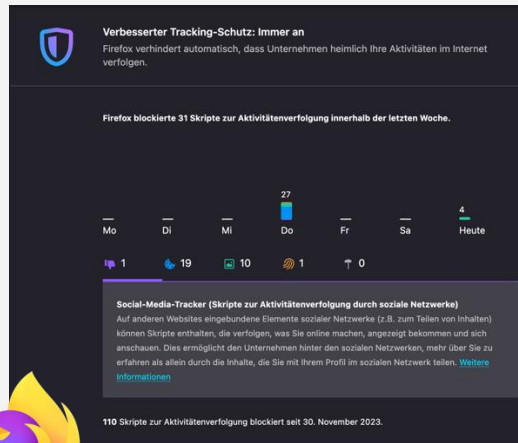 Verbesserter Tracking-Schutz: Immer an
Firefox verhindert automatisch, dass Unternehmen heimlich Ihre Aktivitäten im Internet
verfolgen.
Firefox blockierte 31 Skripte zur Aktivitätenverfolgung innerhalb der letzten Woche.
27
4
Mo Di Mi Do Fr Sa Heute
1 19 10 1 0
Social-Media-Tracker (Skripte zur Aktivitätenverfolgung durch soziale Netzwerke)
Auf anderen Websites eingebundene Elemente sozialer Netzwerke (z.B. zum Teilen von Inhalten)
können Skripte enthalten, die verfolgen, was Sie online machen, angezeigt bekommen und sich
anschauen. Dies ermöglicht den Unternehmen hinter den sozialen Netzwerken, mehr über Sie zu
erfahren als allein durch die Inhalte, die Sie mit Ihrem Profil im sozialen Netzwerk teilen. Weitere
Informationen
110 Skripte zur Aktivitätenverfolgung blockiert seit 30. November 2023.